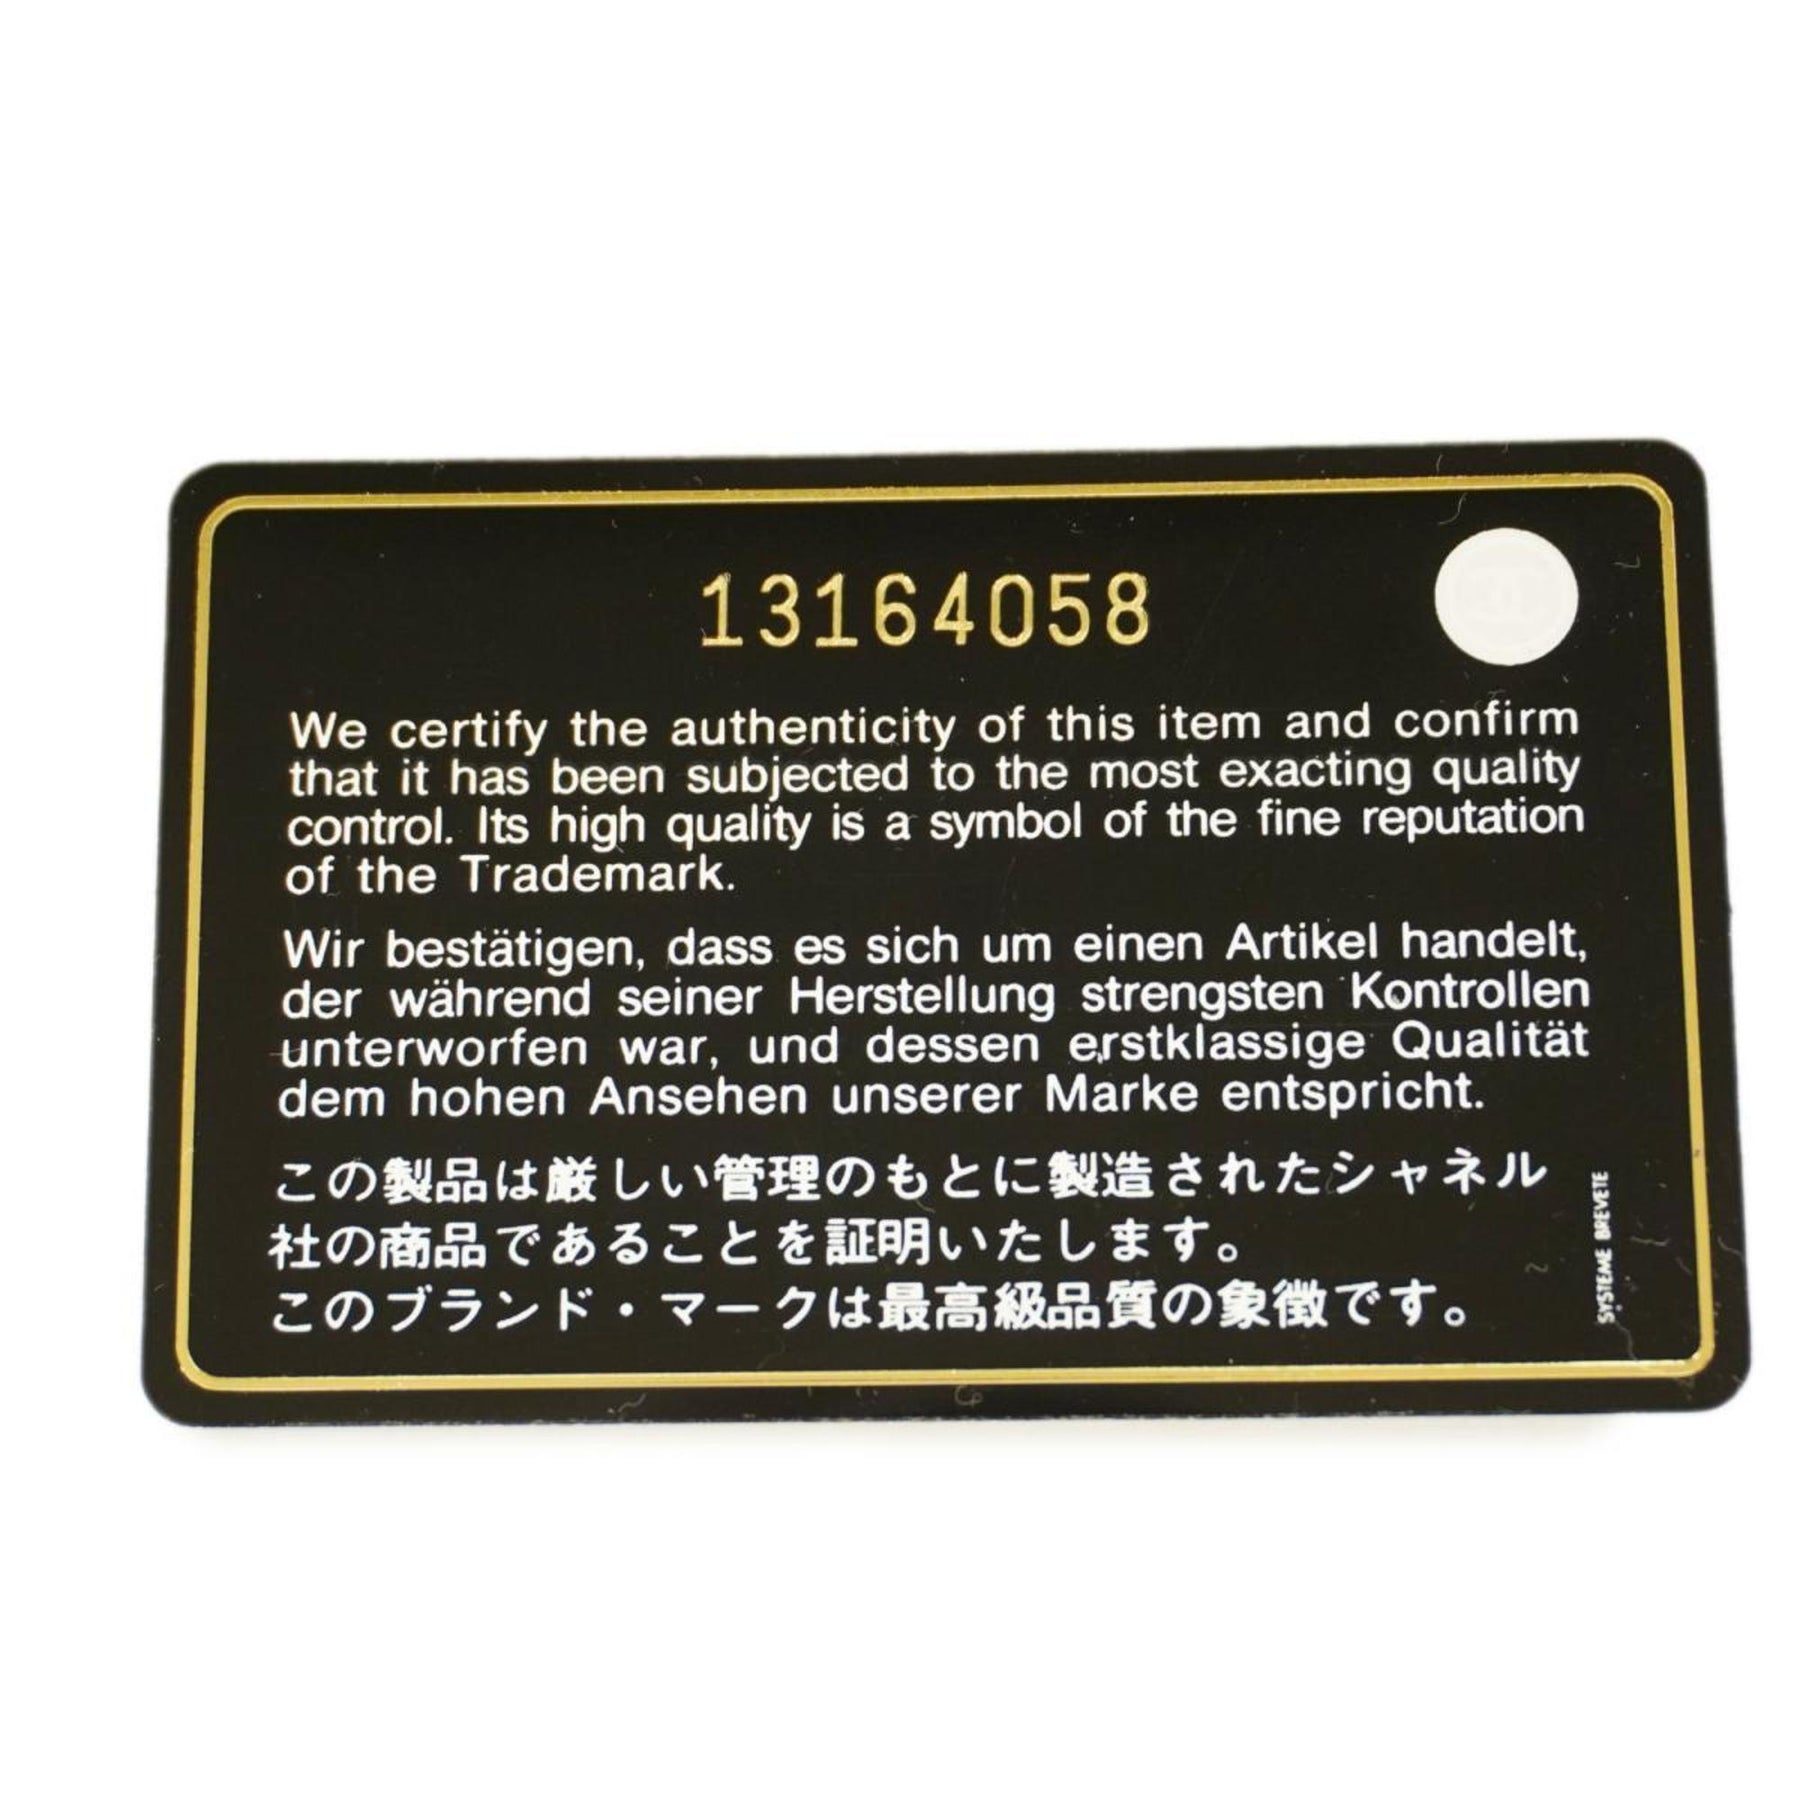 13164058
We certify the authenticity of this item and confirm
that it has been subjected to the most exacting quality
control. Its high quality is a symbol of the fine reputation
of the Trademark.
Wir bestätigen, dass es sich um einen Artikel handelt,
der während seiner Herstellung strengsten Kontrollen
unterworfen war, und dessen erstklassige Qualität
dem hohen Ansehen unserer Marke entspricht.
この製品は厳しい管理のもとに製造されたシャネル
社の商品であることを証明いたします。
このブランド・マークは最高級品質の象徴です。
SYSTEME BREVETE